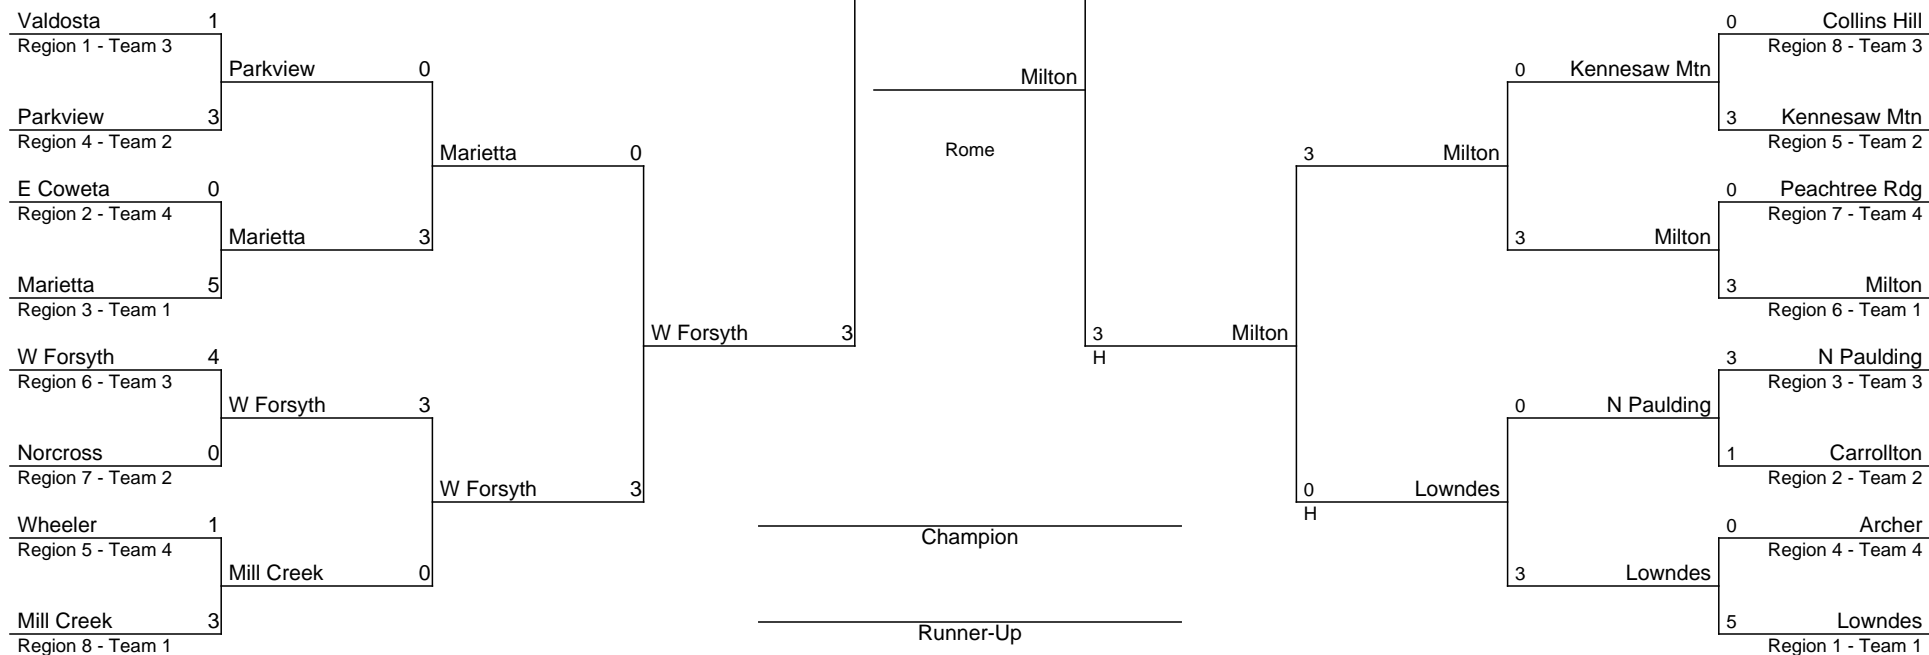 Valdosta 1
Region 1 - Team 3
Parkview 3
Region 4 - Team 2
E Coweta 0
Region 2 - Team 4
Marietta 5
Region 3 - Team 1
W Forsyth 4
Region 6 - Team 3
Norcross 0
Region 7 - Team 2
Wheeler 1
Region 5 - Team 4
Mill Creek 3
Region 8 - Team 1
Parkview 0
Marietta 3
W Forsyth 3
Mill Creek 0
Marietta 0
W Forsyth 3
W Forsyth 3
Milton
Rome
Champion
Runner-Up
3 Milton
H
3 Milton
0 Lowndes
H
0 Kennesaw Mtn
3 Milton
0 N Paulding
3 Lowndes
0 Collins Hill
Region 8 - Team 3
3 Kennesaw Mtn
Region 5 - Team 2
0 Peachtree Rdg
Region 7 - Team 4
3 Milton
Region 6 - Team 1
3 N Paulding
Region 3 - Team 3
1 Carrollton
Region 2 - Team 2
0 Archer
Region 4 - Team 4
5 Lowndes
Region 1 - Team 1